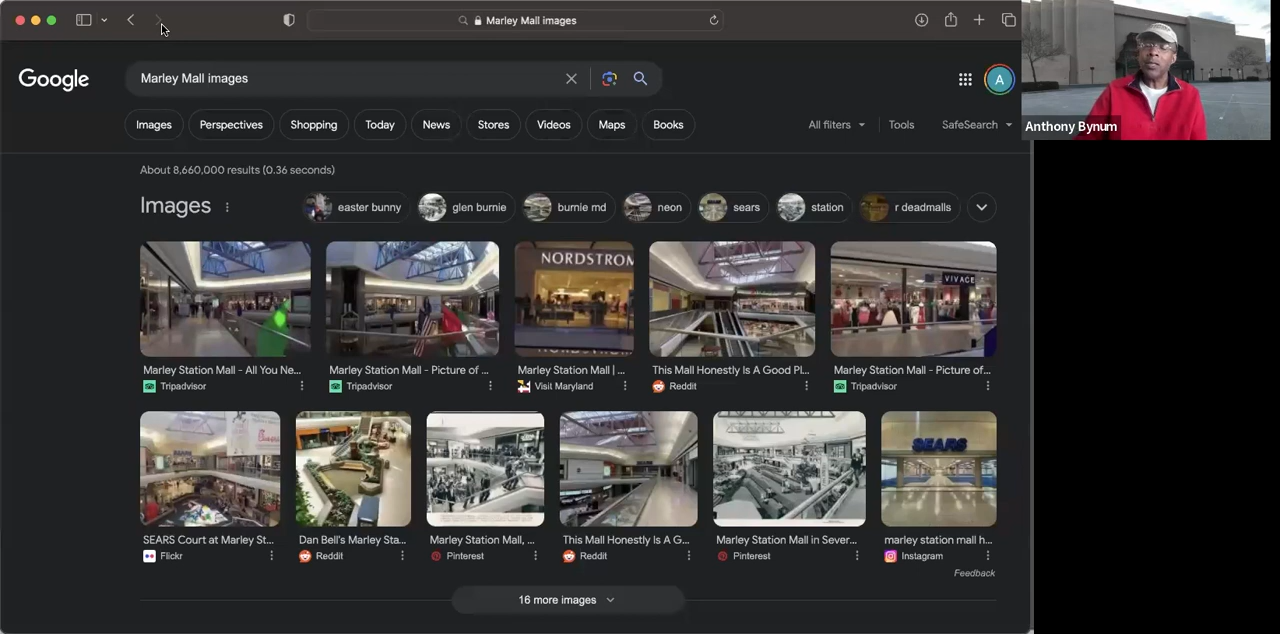 Marley Mall images
Google
Marley Mall images
A
Anthony Bynum
Images
Perspectives
Shopping
Today
News
Stores
Videos
Maps
Books
All filters
Tools
SafeSearch
About 8,660,000 results (0.36 seconds)
Images
easter bunny
glen burnie
burnie md
neon
sears
station
r deadmalls
NORDSTROM
VIVACE
Marley Station Mall - All You Ne...
Tripadvisor
Marley Station Mall - Picture of ...
Tripadvisor
Marley Station Mall | ...
Visit Maryland
This Mall Honestly Is A Good Pl...
Reddit
Marley Station Mall - Picture of...
Tripadvisor
SEARS
SEARS Court at Marley St...
Flickr
Dan Bell's Marley Sta...
Reddit
Marley Station Mall, ...
Pinterest
This Mall Honestly Is A G...
Reddit
Marley Station Mall in Sever...
Pinterest
marley station mall h...
Instagram
Feedback
16 more images